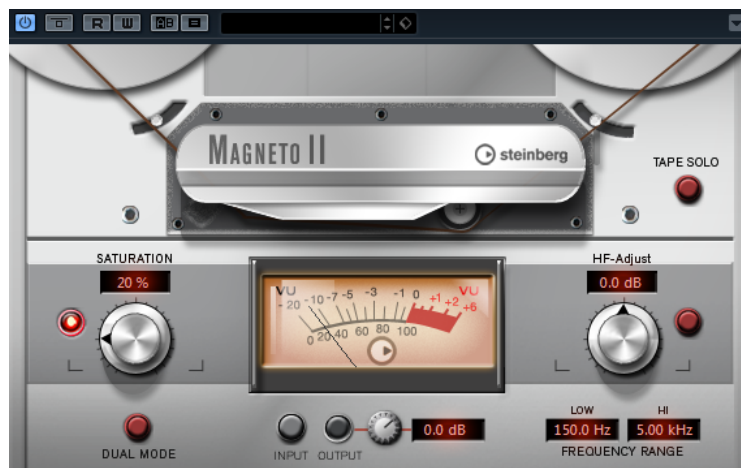 R W AB
MAGNETO II
steinberg
TAPE SOLO
SATURATION
20 %
HF-Adjust
0.0 dB
VU VU
- 20 -10 -7 -5 -3 -1 0 +1 +2 +6
0 20 40 60 80 100
LOW HI
150.0 Hz 5.00 kHz
FREQUENCY RANGE
DUAL MODE
INPUT OUTPUT
0.0 dB